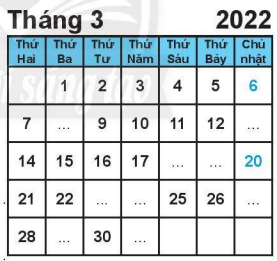 Tháng 3 2022
Thứ Hai Thứ Ba Thứ Tư Thứ Năm Thứ Sáu Thứ Bảy Chủ nhật
1 2 3 4 5 6
7 ... 9 10 11 12 ...
14 15 16 17 ... ... 20
21 22 ... ... 25 26 ...
28 ... 30 ...